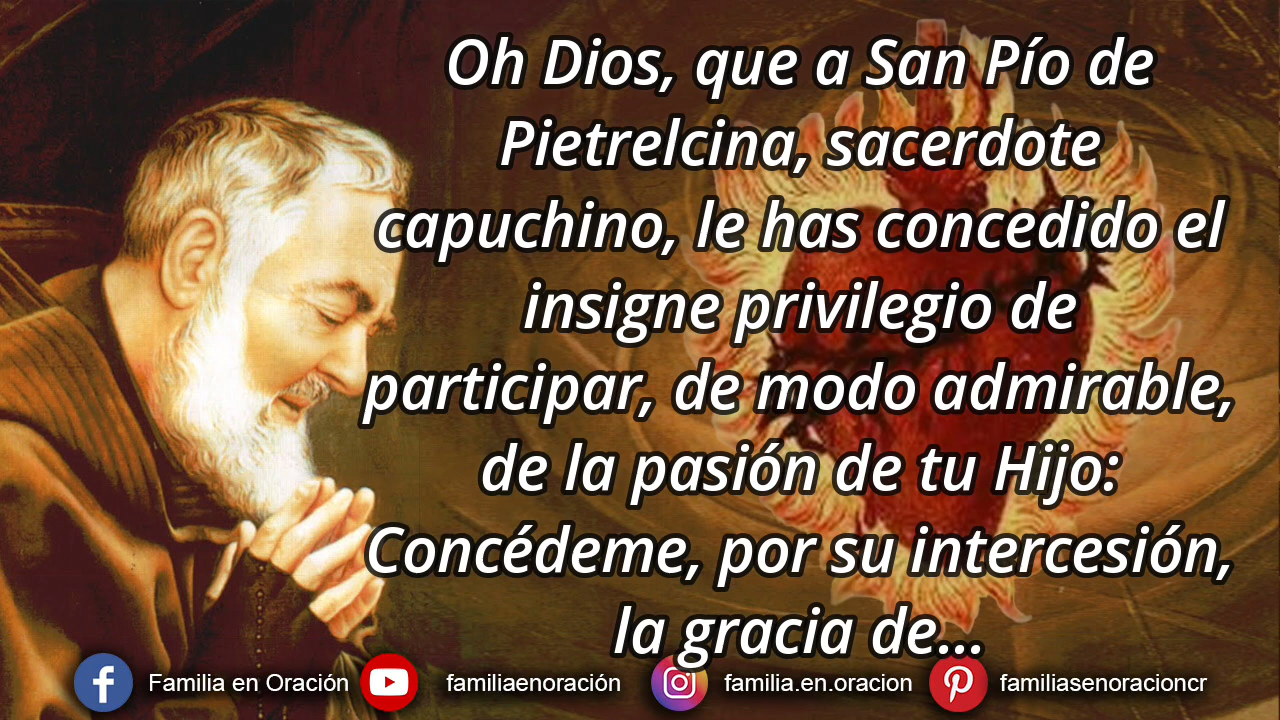 Oh Dios, que a San Pío de
Pietrelcina, sacerdote
capuchino, le has concedido el
insigne privilegio de
participar, de modo admirable,
de la pasión de tu Hijo:
Concédeme, por su intercesión,
la gracia de...
Familia en Oración familiaenoración familia.en.oracion familiasenoracioncr